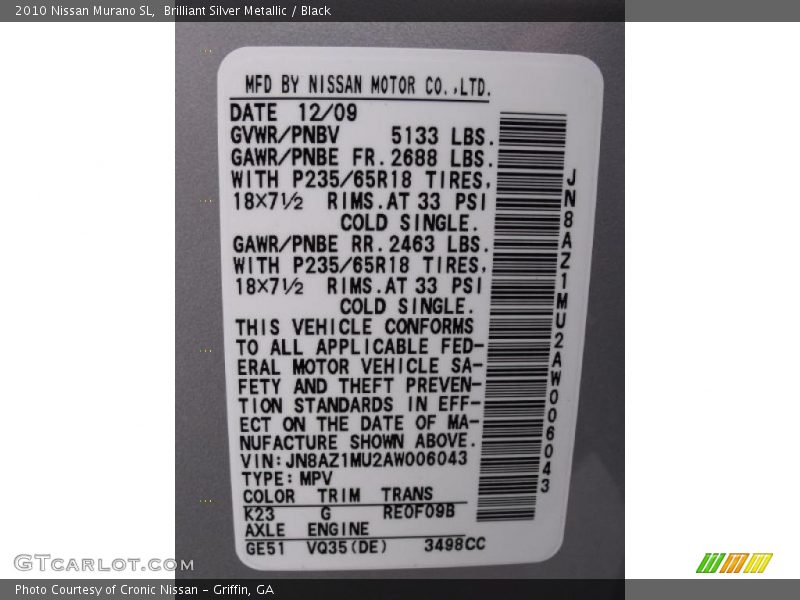 2010 Nissan Murano SL,  Brilliant Silver Metallic / Black
MFD BY NISSAN MOTOR CO.,LTD.
DATE 12/09
GVWR/PNBV 5133 LBS.
GAWR/PNBE FR. 2688 LBS.
WITH P235/65R18 TIRES,
18×7½ RIMS. AT 33 PSI
COLD SINGLE.
GAWR/PNBE RR. 2463 LBS.
WITH P235/65R18 TIRES,
18×7½ RIMS. AT 33 PSI
COLD SINGLE.
THIS VEHICLE CONFORMS
TO ALL APPLICABLE FED-
ERAL MOTOR VEHICLE SA-
FETY AND THEFT PREVEN-
TION STANDARDS IN EFF-
ECT ON THE DATE OF MA-
NUFACTURE SHOWN ABOVE.
VIN:JN8AZ1MU2AW006043
TYPE:MPV
COLOR TRIM TRANS
K23 G RE0F09B
AXLE ENGINE
GE51 VQ35(DE) 3498CC
JN8AZ1MU2AW006043
GTCarLot.com
Photo Courtesy of Cronic Nissan – Griffin, GA